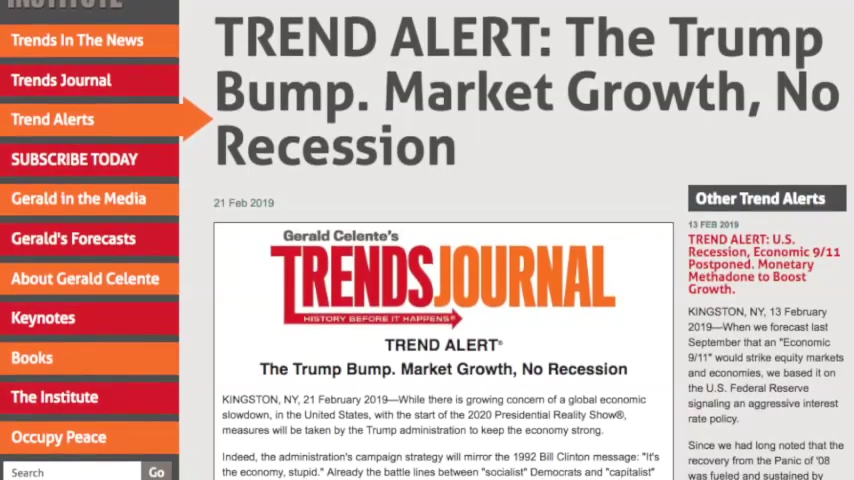 INSTITUTE
Trends In The News
Trends Journal
Trend Alerts
SUBSCRIBE TODAY
Gerald in the Media
Gerald's Forecasts
About Gerald Celente
Keynotes
Books
The Institute
Occupy Peace
Search Go
TREND ALERT: The Trump
Bump. Market Growth, No
Recession
21 Feb 2019
Gerald Celente's
TRENDSJOURNAL
HISTORY BEFORE IT HAPPENS®
TREND ALERT®
The Trump Bump. Market Growth, No Recession
KINGSTON, NY, 21 February 2019—While there is growing concern of a global economic
slowdown, in the United States, with the start of the 2020 Presidential Reality Show®,
measures will be taken by the Trump administration to keep the economy strong.
Indeed, the administration's campaign strategy will mirror the 1992 Bill Clinton message: "It's
the economy, stupid." Already the battle lines between "socialist" Democrats and "capitalist"
Other Trend Alerts
13 FEB 2019
TREND ALERT: U.S.
Recession, Economic 9/11
Postponed. Monetary
Methadone to Boost
Growth.
KINGSTON, NY, 13 February
2019—When we forecast last
September that an "Economic
9/11" would strike equity markets
and economies, we based it on
the U.S. Federal Reserve
signaling an aggressive interest
rate policy.
Since we had long noted that the
recovery from the Panic of '08
was fueled and sustained by